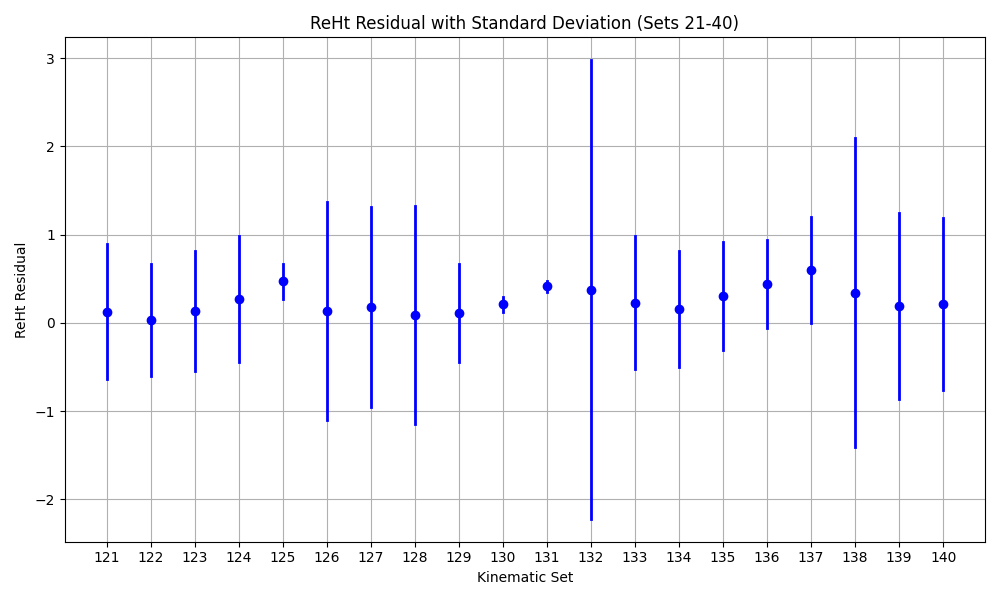 ReHt Residual with Standard Deviation (Sets 21-40)
ReHt Residual
3
2
1
0
−1
−2
121 122 123 124 125 126 127 128 129 130 131 132 133 134 135 136 137 138 139 140
Kinematic Set